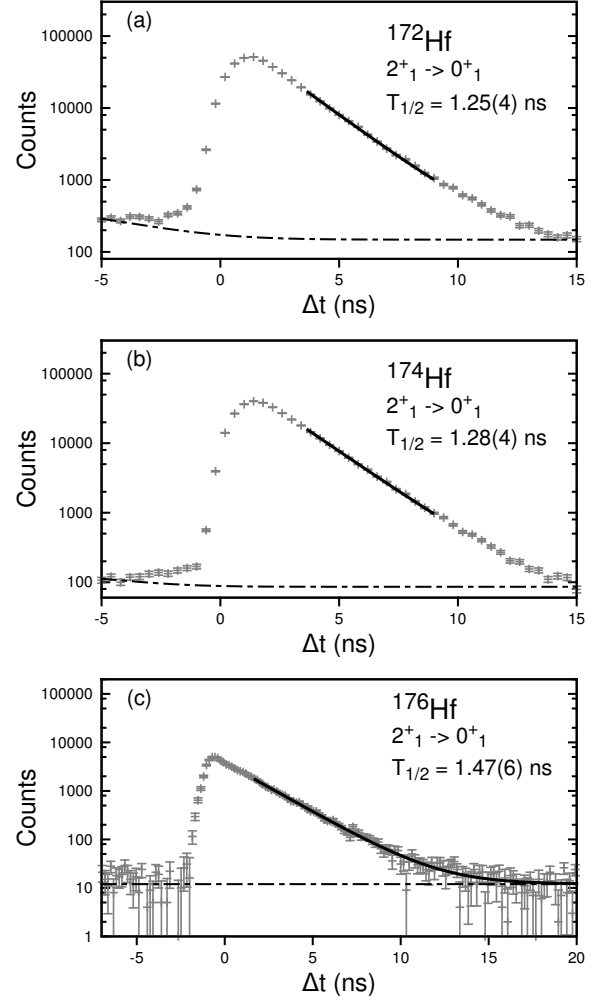 (a)
¹⁷²Hf
2⁺₁ -> 0⁺₁
T₁/₂ = 1.25(4) ns
Counts
100000
10000
1000
100
-5 0 5 10 15
Δt (ns)
(b)
¹⁷⁴Hf
2⁺₁ -> 0⁺₁
T₁/₂ = 1.28(4) ns
Counts
100000
10000
1000
100
-5 0 5 10 15
Δt (ns)
(c)
¹⁷⁶Hf
2⁺₁ -> 0⁺₁
T₁/₂ = 1.47(6) ns
Counts
100000
10000
1000
100
10
1
-5 0 5 10 15 20
Δt (ns)